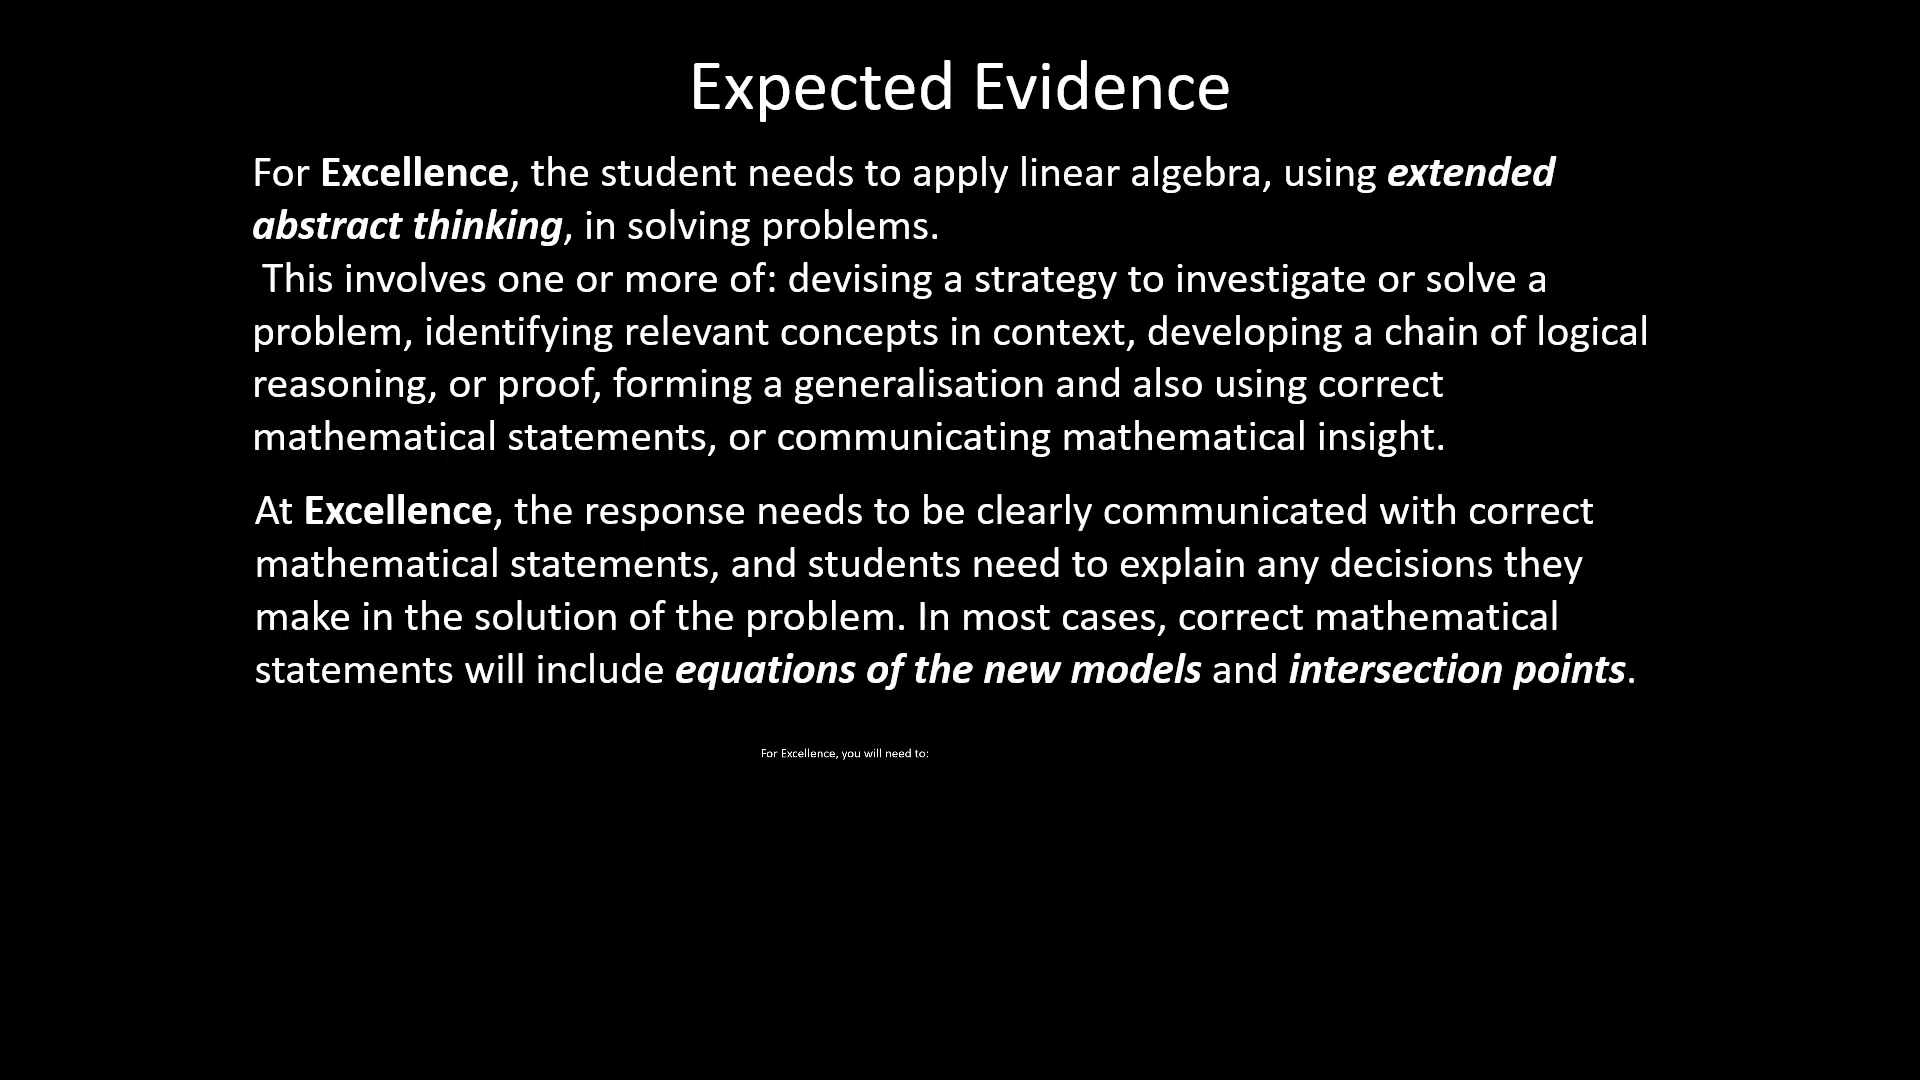 Expected Evidence
For Excellence, the student needs to apply linear algebra, using extended
abstract thinking, in solving problems.
This involves one or more of: devising a strategy to investigate or solve a
problem, identifying relevant concepts in context, developing a chain of logical
reasoning, or proof, forming a generalisation and also using correct
mathematical statements, or communicating mathematical insight.
At Excellence, the response needs to be clearly communicated with correct
mathematical statements, and students need to explain any decisions they
make in the solution of the problem. In most cases, correct mathematical
statements will include equations of the new models and intersection points.
For Excellence, you will need to: